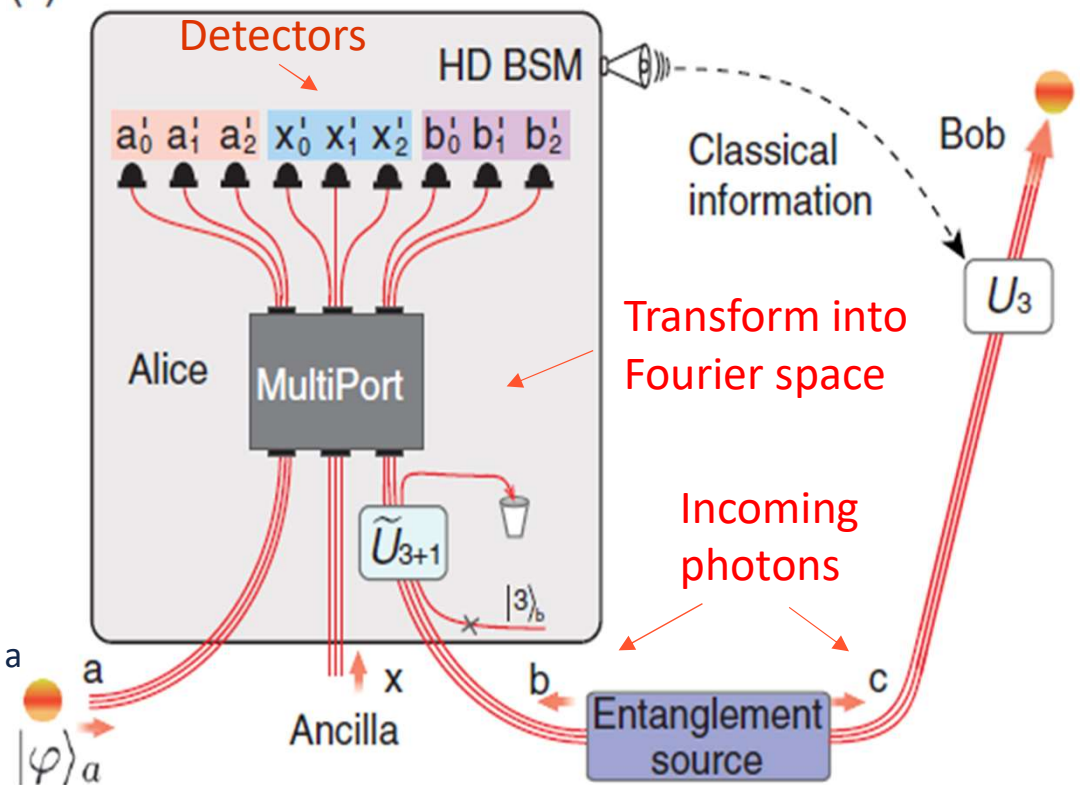 Detectors
HD BSM
a'₀ a'₁ a'₂ x'₀ x'₁ x'₂ b'₀ b'₁ b'₂
Classical
information
Bob
U₃
Transform into
Fourier space
Alice
MultiPort
Ũ₃₊₁
|3⟩b
Incoming
photons
a
a
x
b
c
Ancilla
Entanglement
source
|φ⟩a